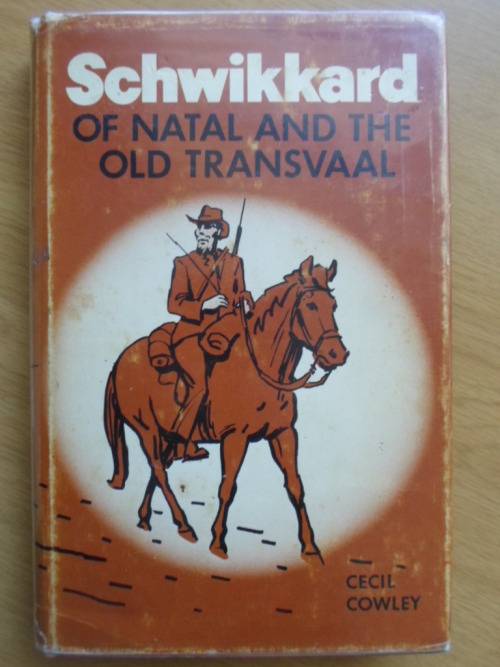 Schwikkard
OF NATAL AND THE
OLD TRANSVAAL
CECIL
COWLEY